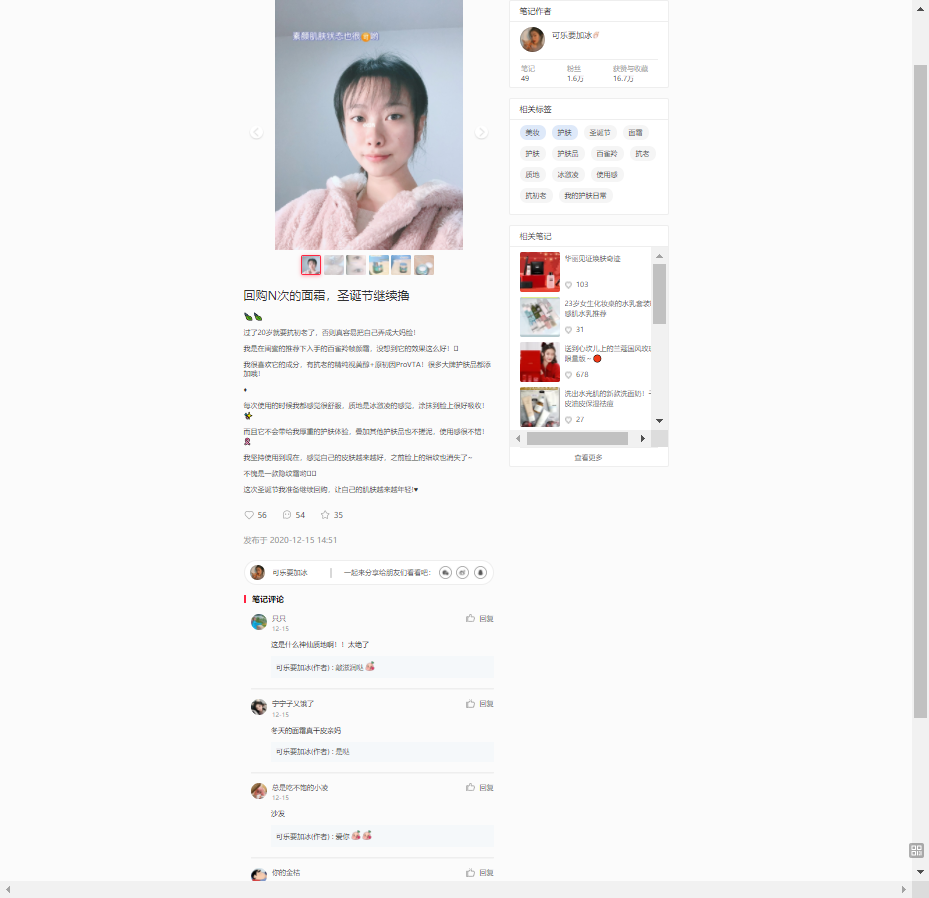 素颜肌肤状态也很哟
回购N次的面霜，圣诞节继续撸
过了20岁就要抗初老了，否则真容易把自己弄成大妈脸！
我是在闺蜜的推荐下入手的百雀羚帧颜霜，没想到它的效果这么好！
我很喜欢它的成分，有抗老的精纯视黄醇+原初因ProVTA！很多大牌护肤品都添
加哦！
♦
每次使用的时候我都感觉很舒服，质地是冰激凌的感觉，涂抹到脸上很好吸收！
而且它不会带给我厚重的护肤体验，叠加其他护肤品也不搓泥，使用感很不错！
我坚持使用到现在，感觉自己的皮肤越来越好，之前脸上的细纹也消失了~
不愧是一款隐纹霜哟
这次圣诞节我准备继续回购，让自己的肌肤越来越年轻!♥
56 54 35
发布于 2020-12-15 14:51
可乐要加冰 | 一起来分享给朋友们看看吧：
笔记评论
只只 回复
12-15
这是什么神仙质地啊！！太绝了
可乐要加冰(作者) : 敲滋润哒
宁宁子又饿了 回复
12-15
冬天的面霜真干皮亲妈
可乐要加冰(作者) : 是哒
总是吃不饱的小凌 回复
12-15
沙发
可乐要加冰(作者) : 爱你
你的金桔 回复
笔记作者
可乐要加冰
笔记 粉丝 获赞与收藏
49 1.6万 16.7万
相关标签
美妆 护肤 圣诞节 面霜
护肤 护肤品 百雀羚 抗老
质地 冰激凌 使用感
抗初老 我的护肤日常
相关笔记
华丽见证焕肤奇迹
103
23岁女生化妆桌的水乳套装
感肌水乳推荐
31
送到心坎儿上的兰蔻国风玫
限量版~
678
洗出水光肌的新款洗面奶！
皮油皮保湿祛痘
27
查看更多